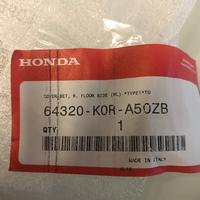 HONDA
COVER SET, R. FLOOR SIDE (WL) *TYPE1*TO
64320-K0R-A50ZB
QTY 1
MADE IN ITALY